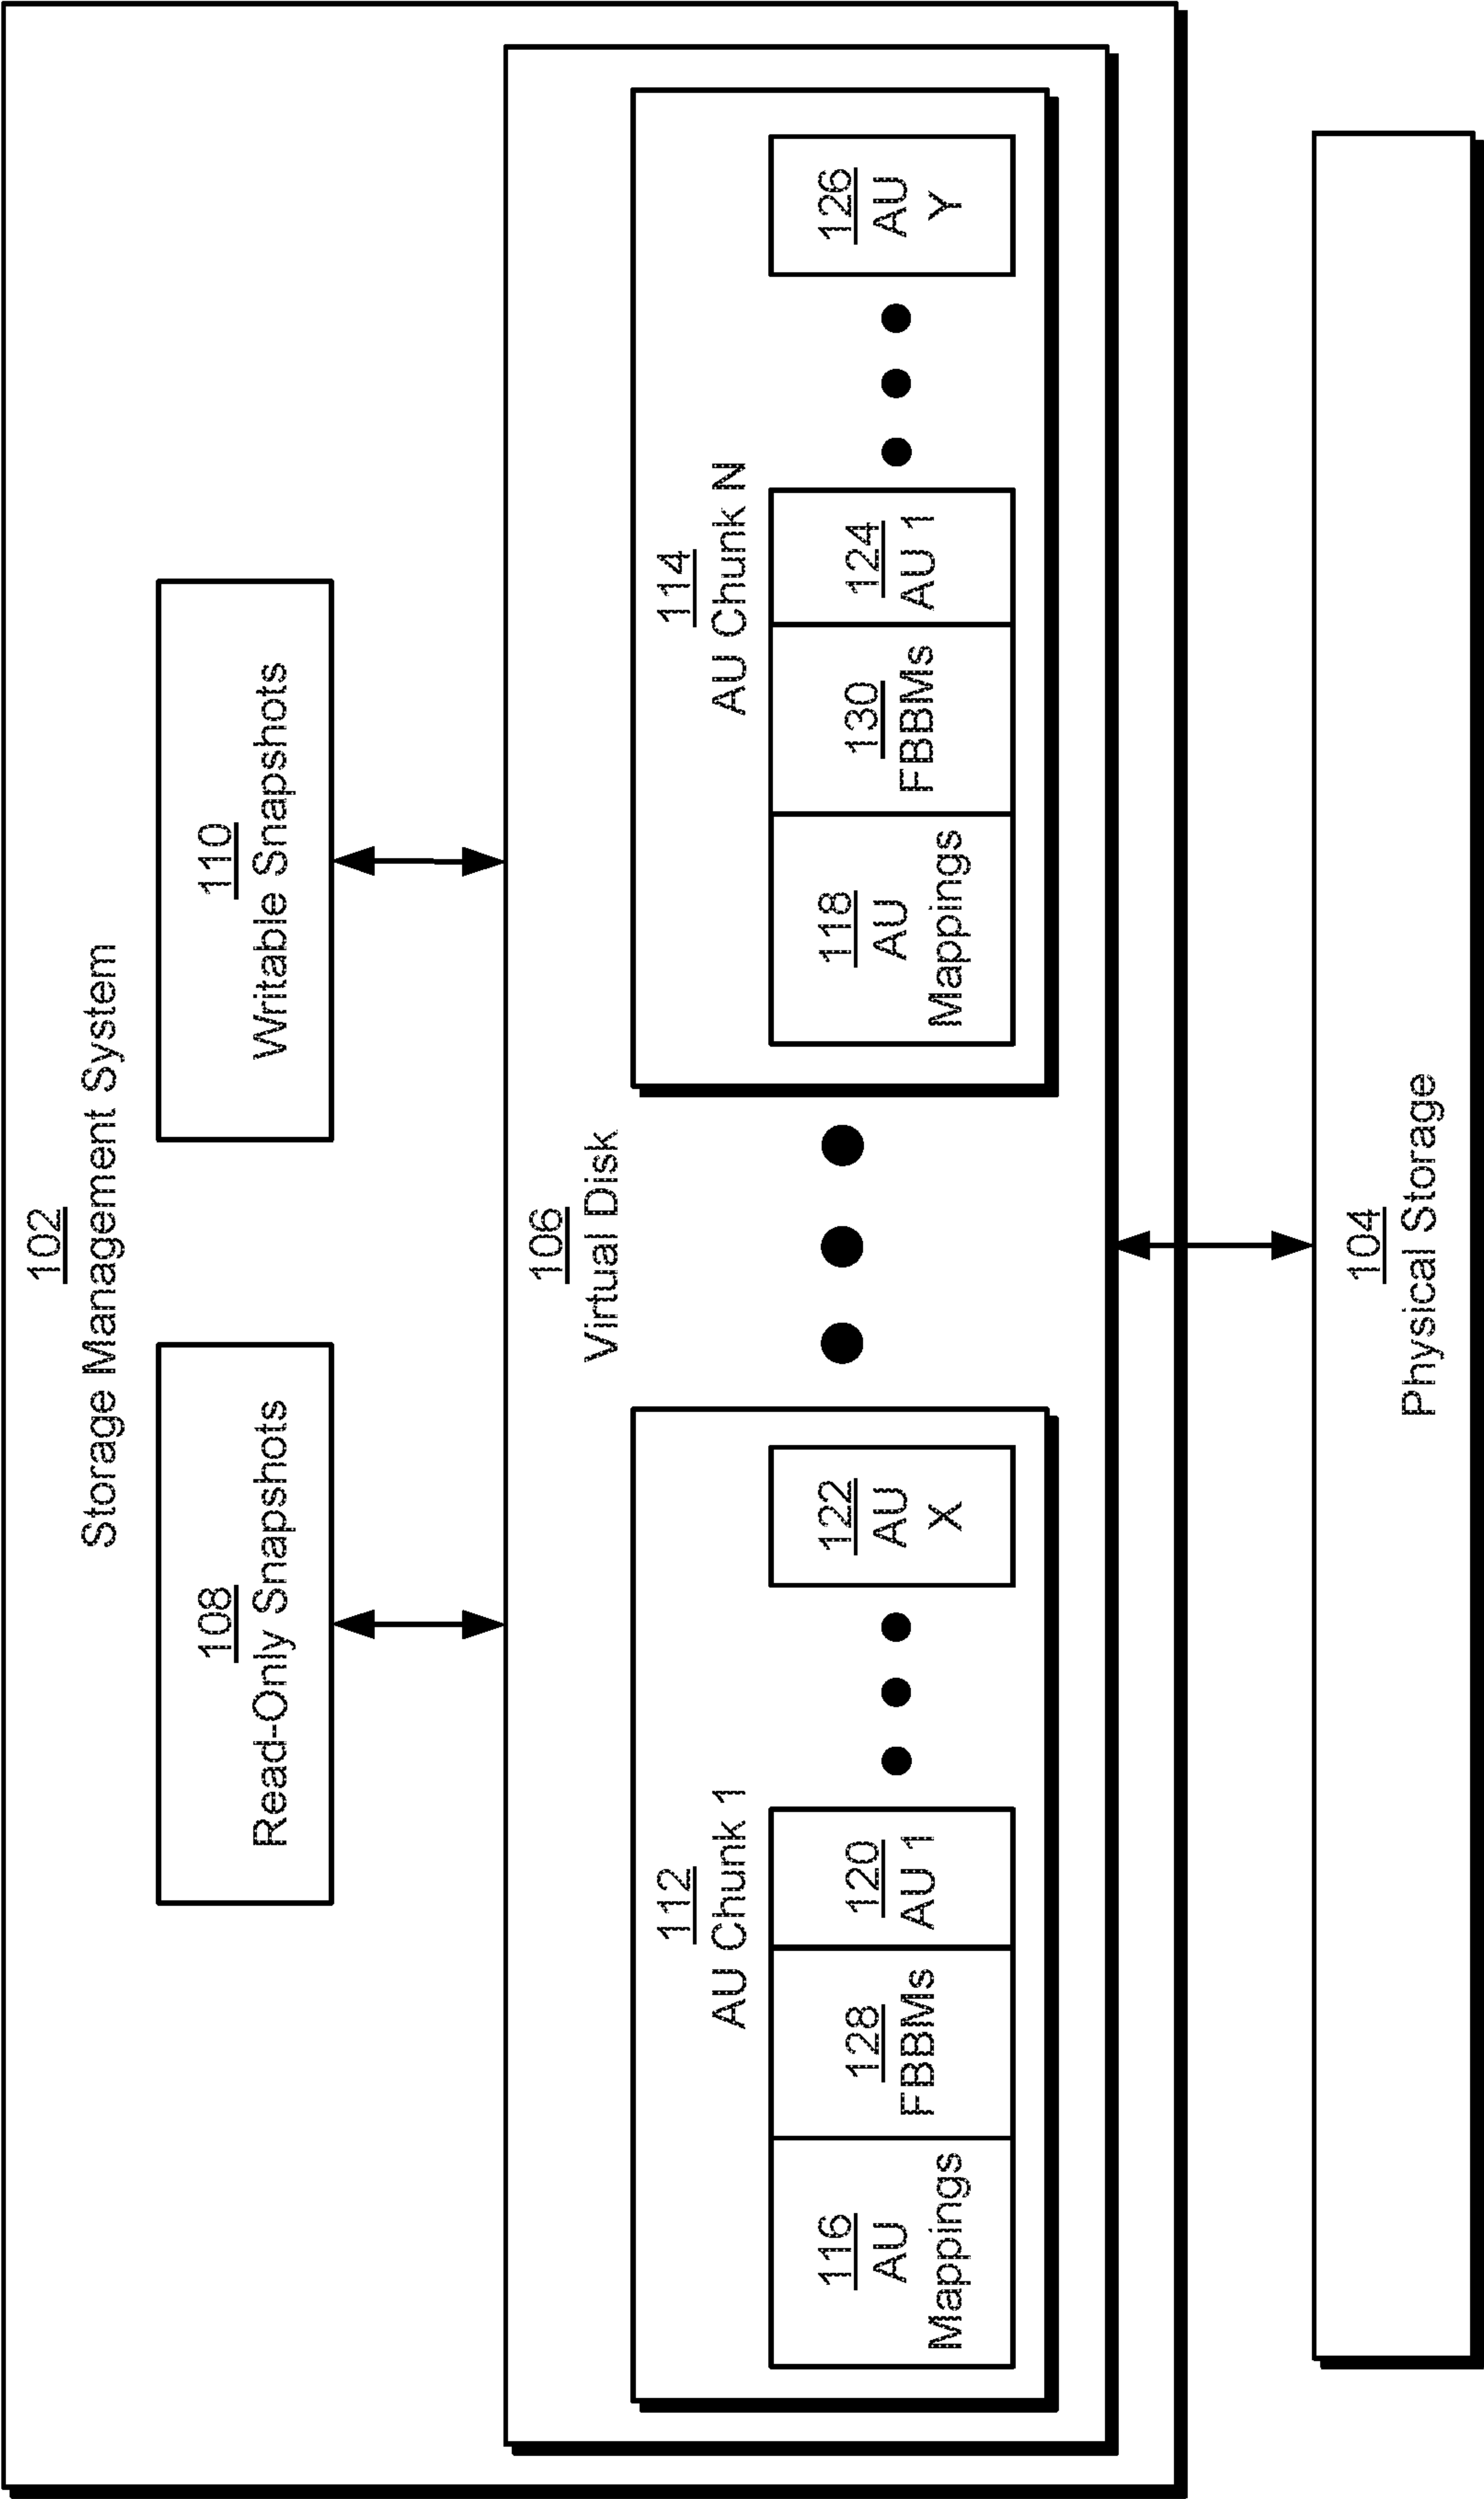 102
Storage Management System
108
Read-Only Snapshots
110
Writable Snapshots
106
Virtual Disk
112
AU Chunk 1
116
AU
Mappings
128
FBBMs
120
AU 1
122
AU
X
114
AU Chunk N
118
AU
Mappings
130
FBBMs
124
AU 1
126
AU
Y
104
Physical Storage